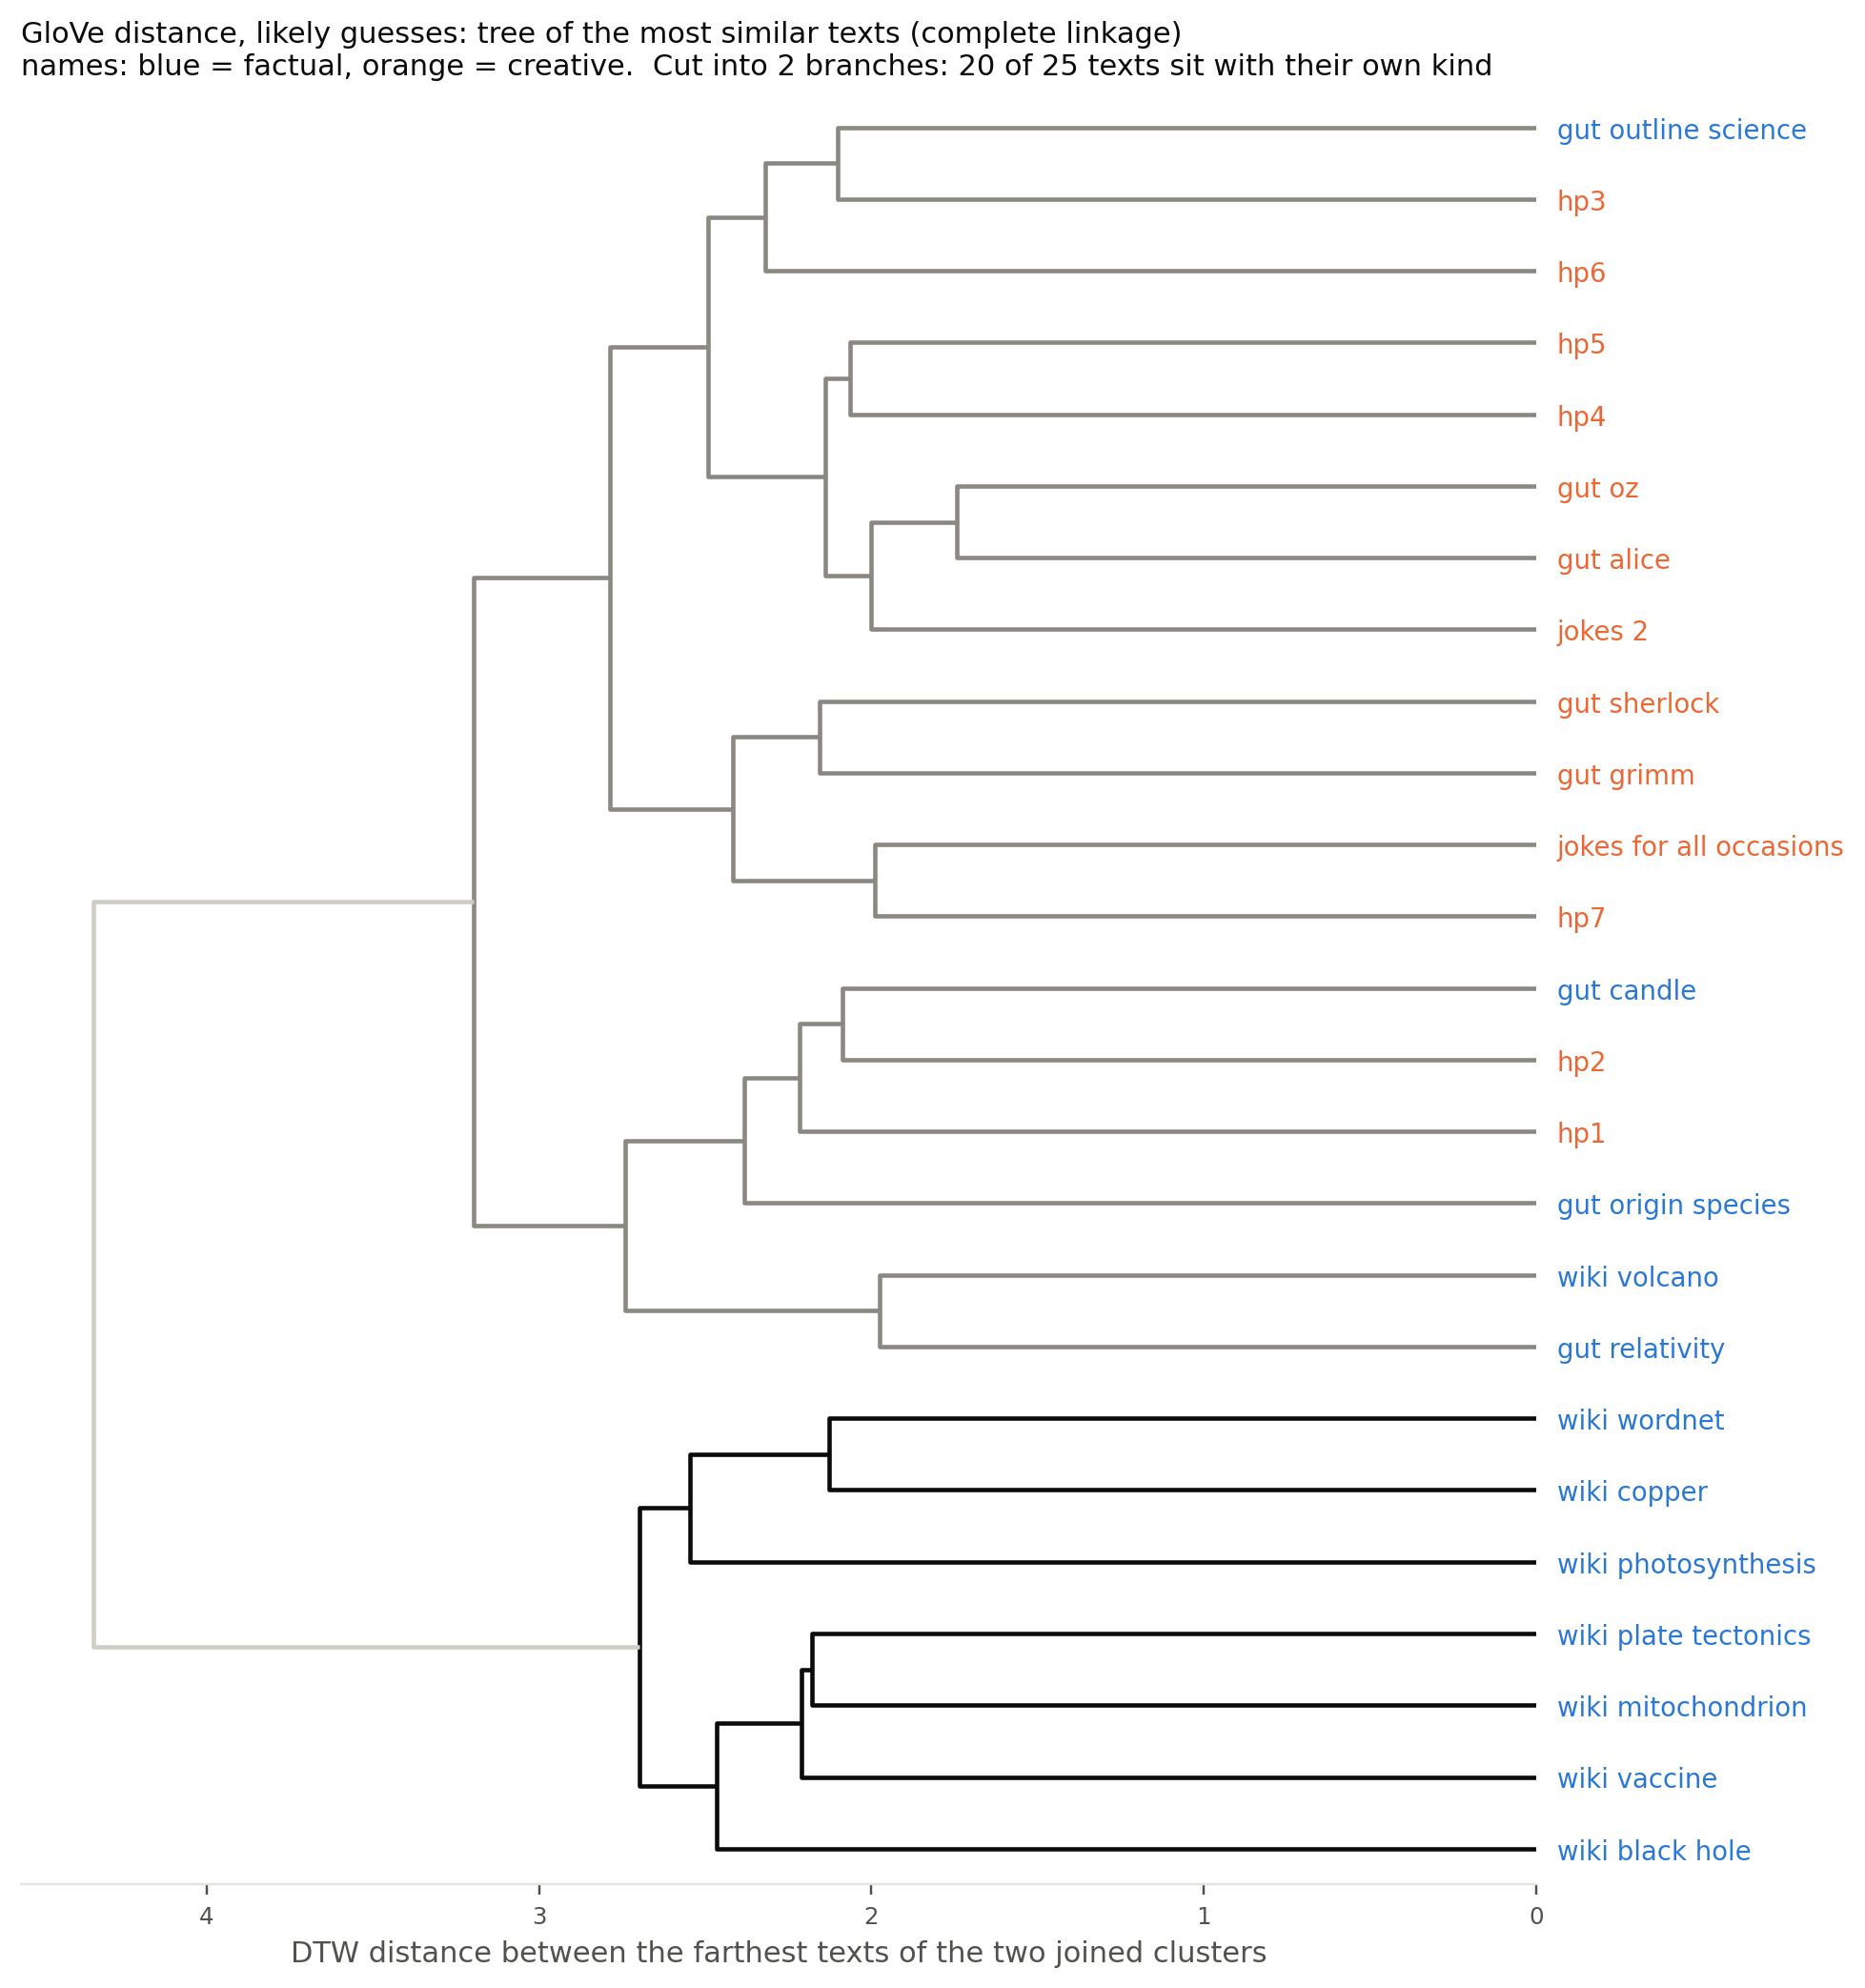 GloVe distance, likely guesses: tree of the most similar texts (complete linkage)
names: blue = factual, orange = creative.  Cut into 2 branches: 20 of 25 texts sit with their own kind
gut outline science
hp3
hp6
hp5
hp4
gut oz
gut alice
jokes 2
gut sherlock
gut grimm
jokes for all occasions
hp7
gut candle
hp2
hp1
gut origin species
wiki volcano
gut relativity
wiki wordnet
wiki copper
wiki photosynthesis
wiki plate tectonics
wiki mitochondrion
wiki vaccine
wiki black hole
4 3 2 1 0
DTW distance between the farthest texts of the two joined clusters